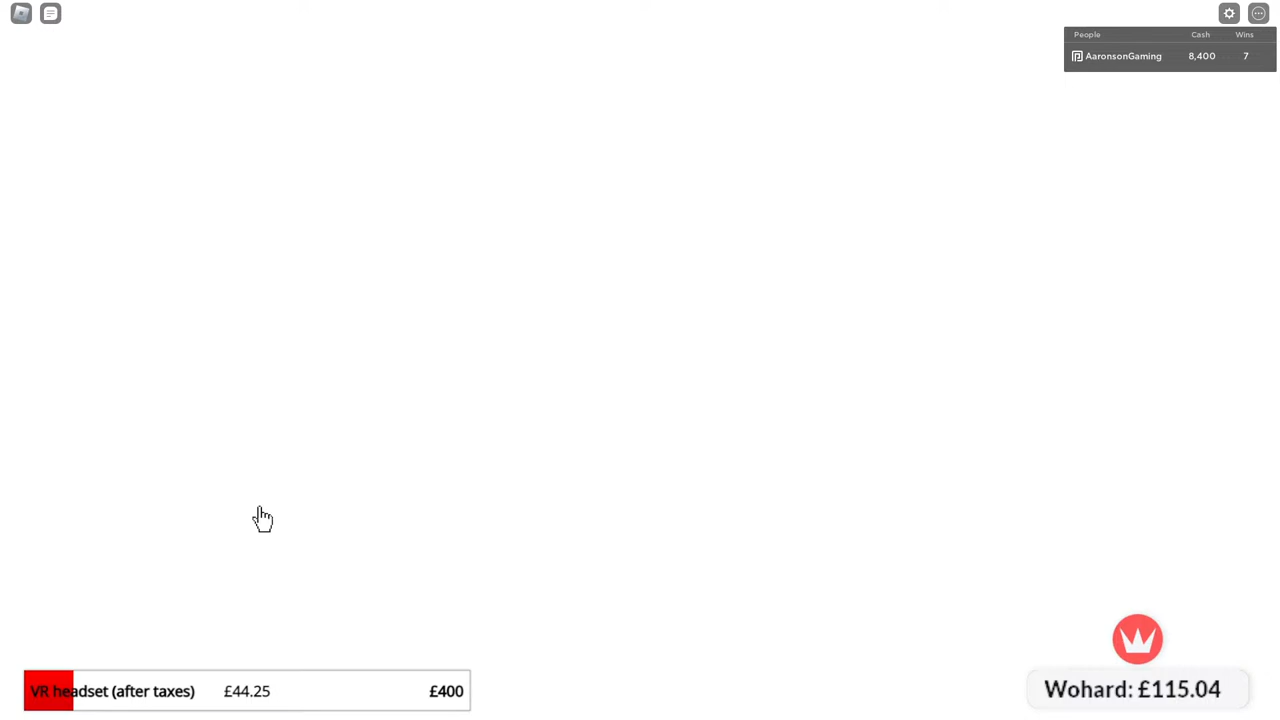 People Cash Wins
AaronsonGaming 8,400 7
VR headset (after taxes) £44.25 £400
Wohard: £115.04